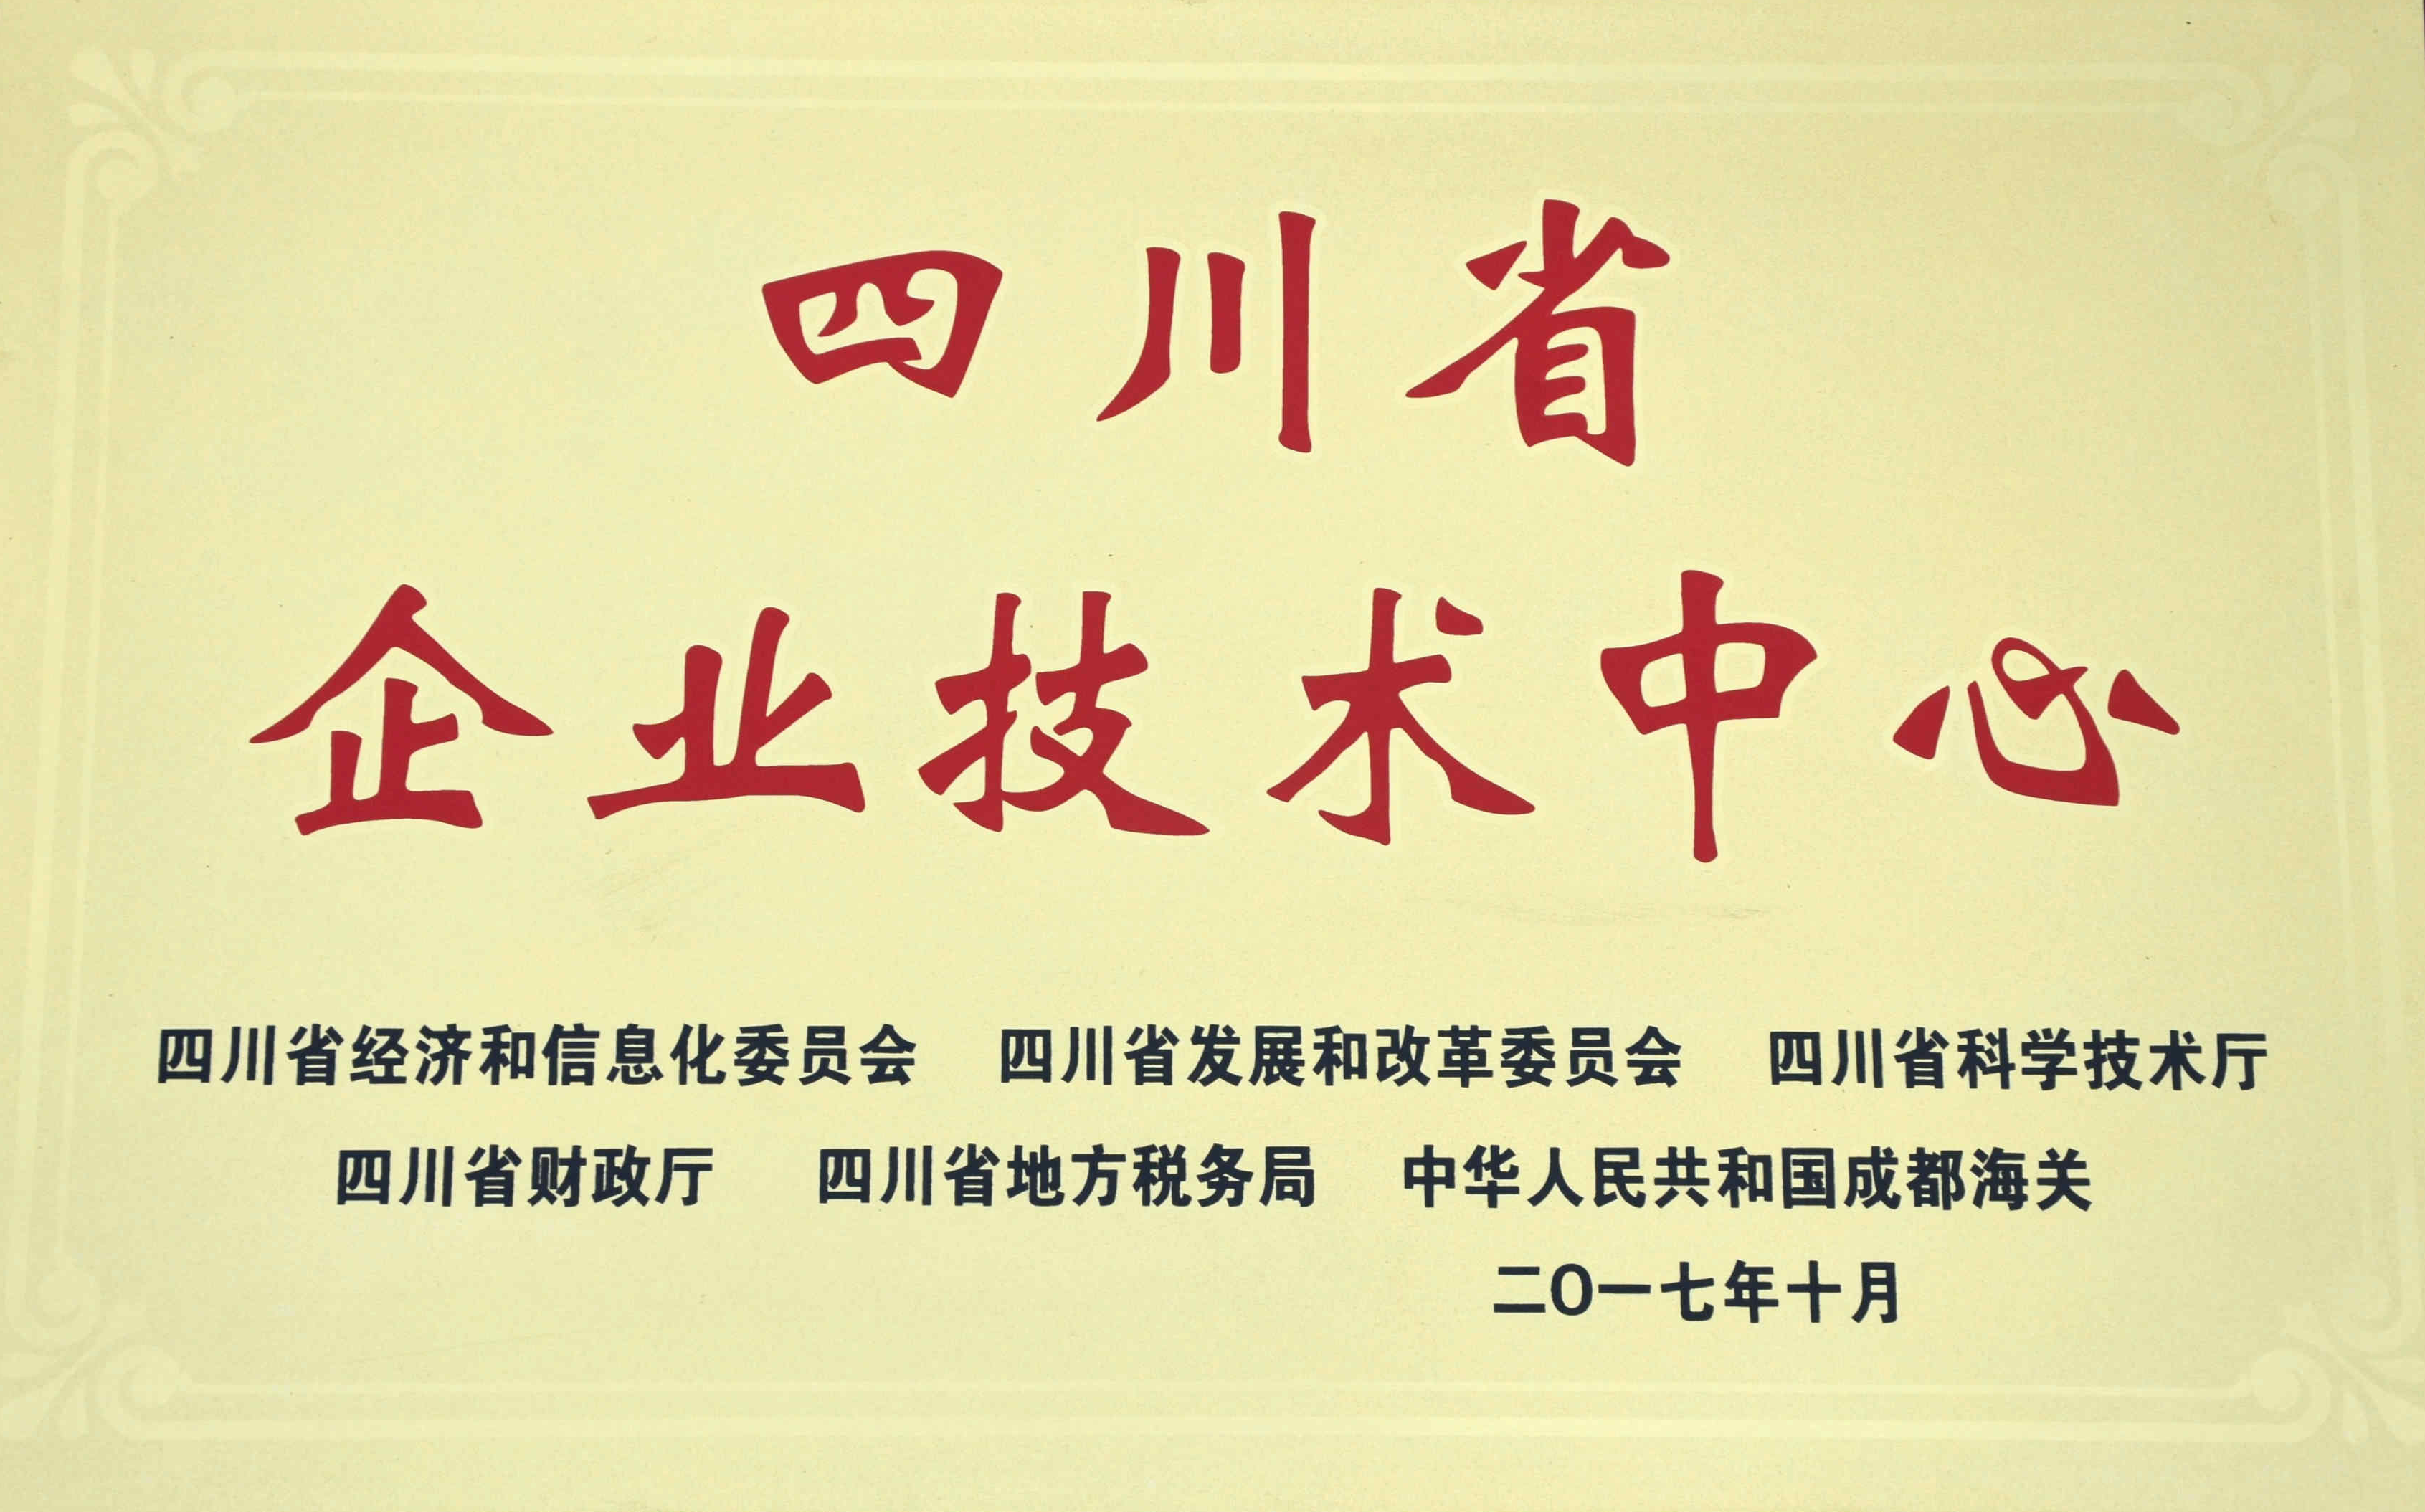 四川省
企业技术中心
四川省经济和信息化委员会 四川省发展和改革委员会 四川省科学技术厅
四川省财政厅 四川省地方税务局 中华人民共和国成都海关
二〇一七年十月